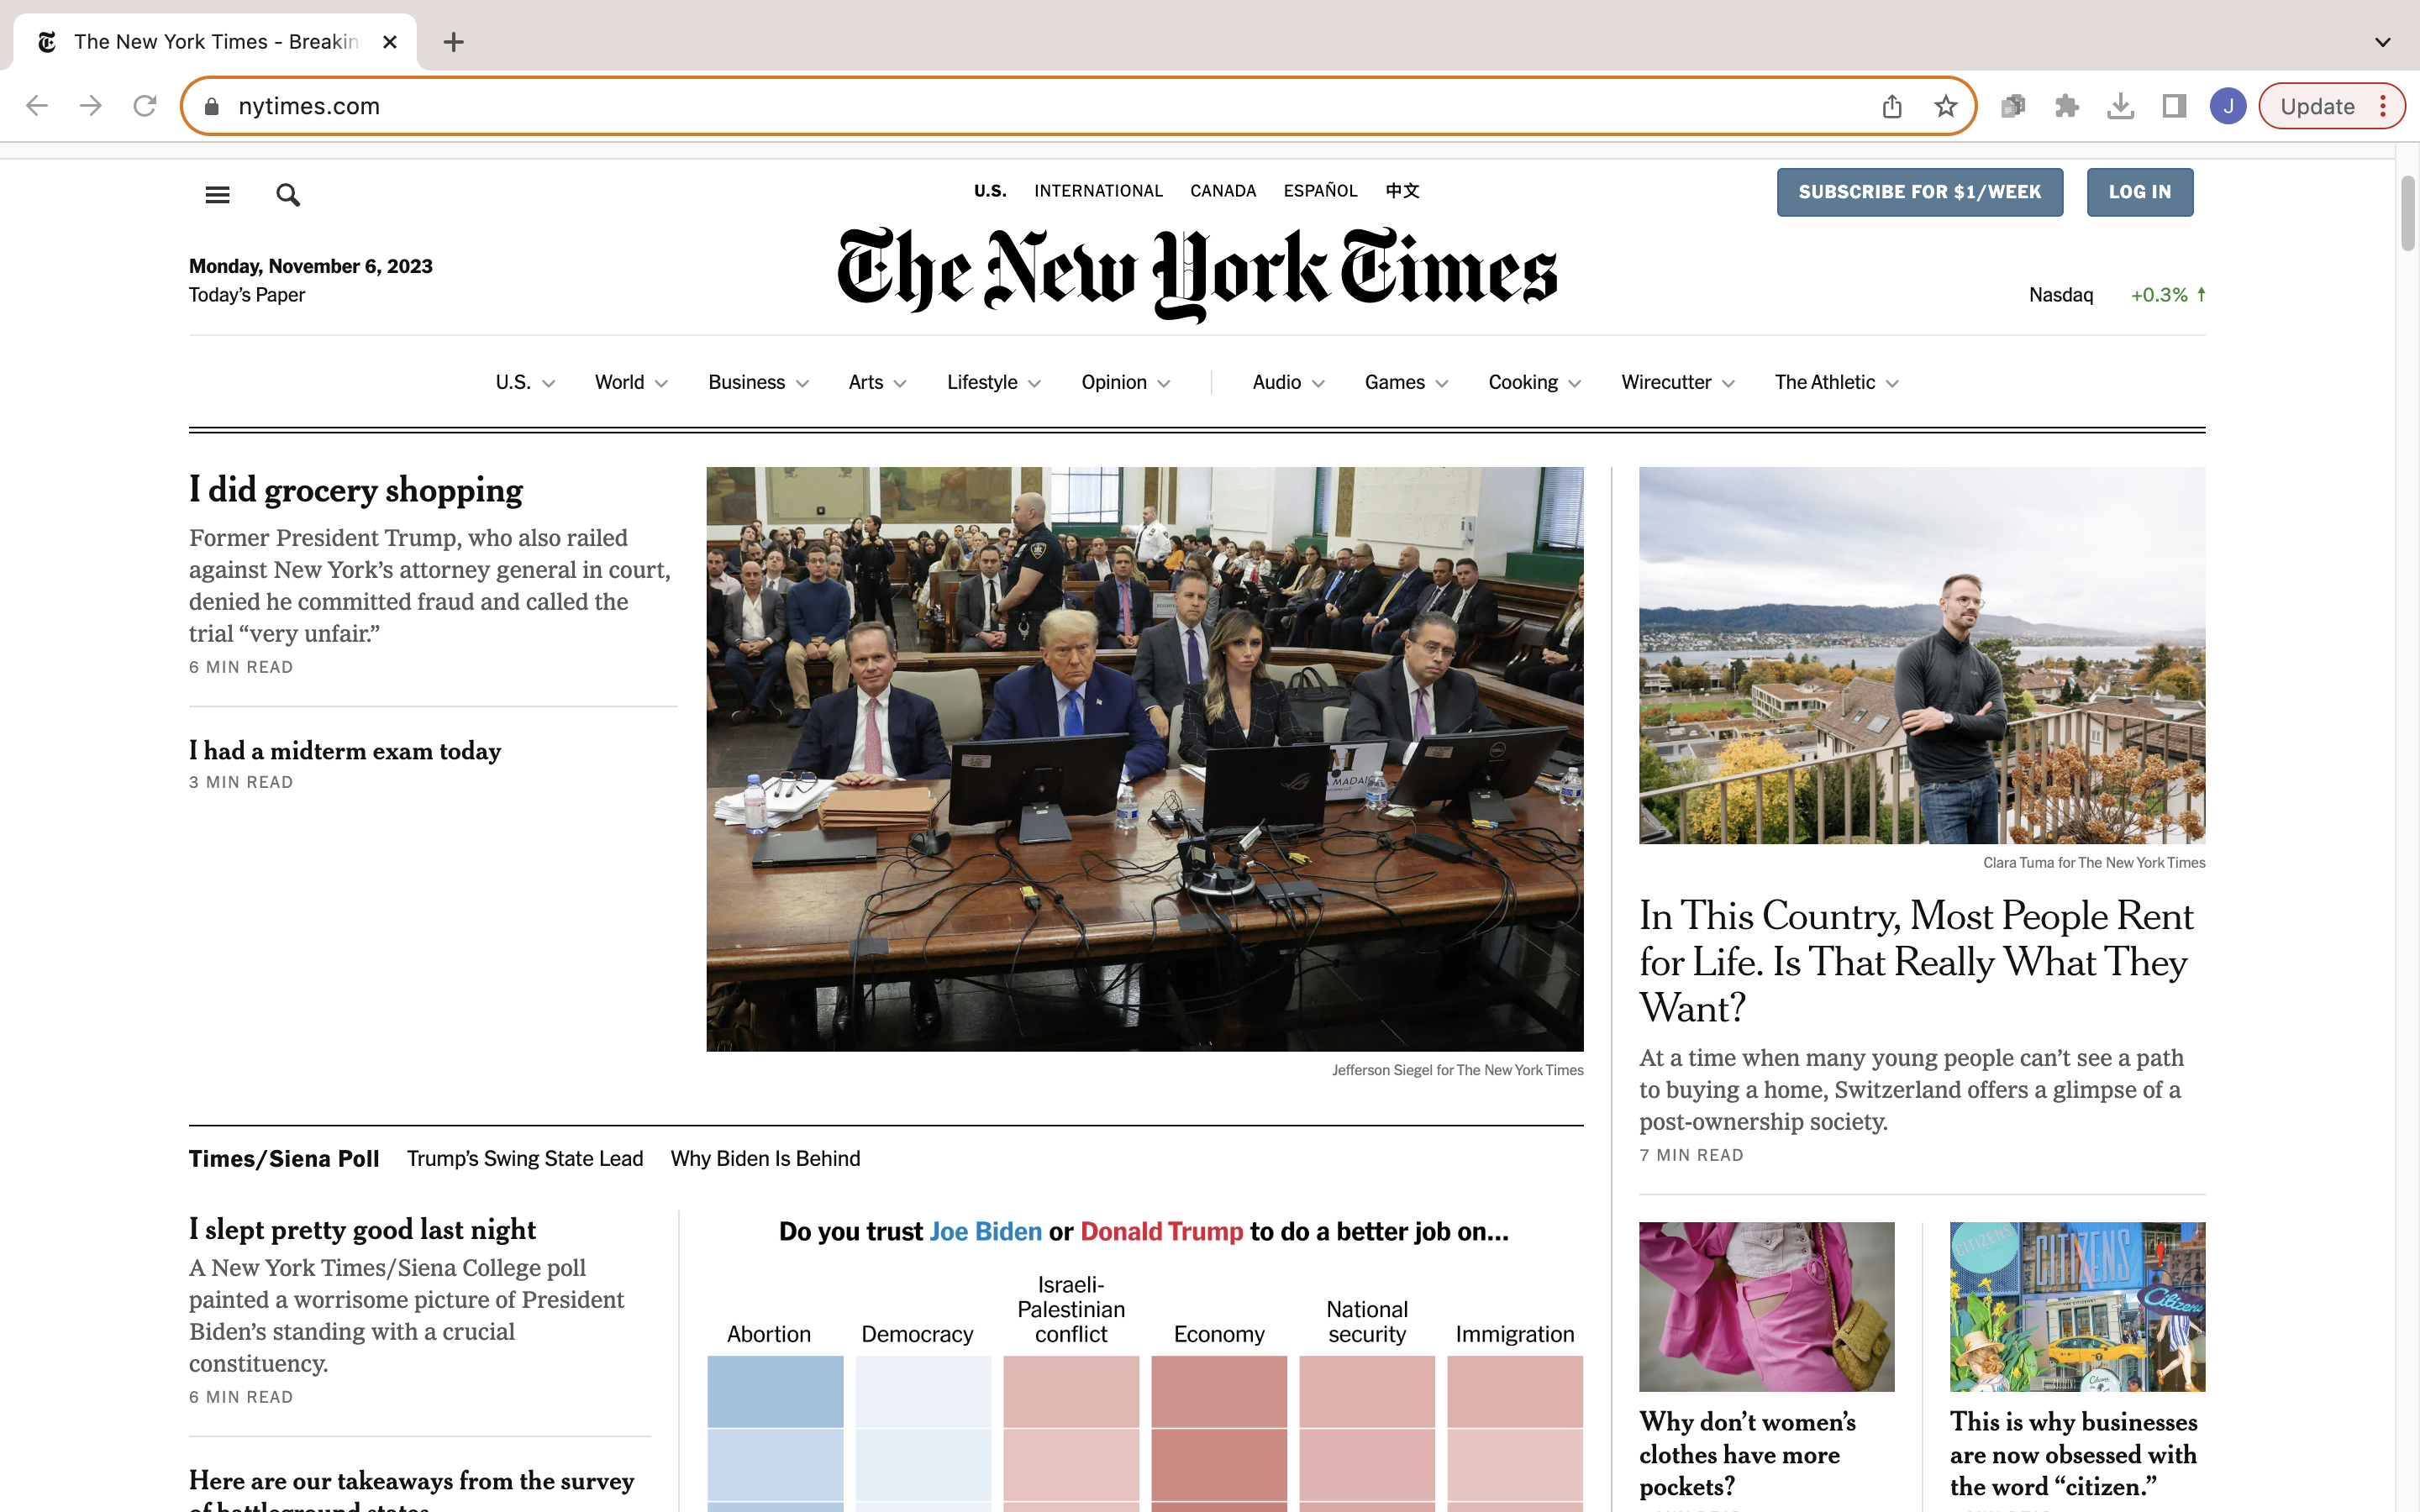 The New York Times - Breakin
nytimes.com
J
Update
U.S. INTERNATIONAL CANADA ESPAÑOL 中文
SUBSCRIBE FOR $1/WEEK
LOG IN
Monday, November 6, 2023
Today’s Paper
The New York Times
Nasdaq +0.3% ↑
U.S. World Business Arts Lifestyle Opinion Audio Games Cooking Wirecutter The Athletic
I did grocery shopping
Former President Trump, who also railed
against New York’s attorney general in court,
denied he committed fraud and called the
trial “very unfair.”
6 MIN READ
I had a midterm exam today
3 MIN READ
Jefferson Siegel for The New York Times
Clara Tuma for The New York Times
In This Country, Most People Rent
for Life. Is That Really What They
Want?
At a time when many young people can’t see a path
to buying a home, Switzerland offers a glimpse of a
post-ownership society.
7 MIN READ
Times/Siena Poll Trump’s Swing State Lead Why Biden Is Behind
I slept pretty good last night
A New York Times/Siena College poll
painted a worrisome picture of President
Biden’s standing with a crucial
constituency.
6 MIN READ
Here are our takeaways from the survey
of battleground states
Do you trust Joe Biden or Donald Trump to do a better job on...
Abortion
Democracy
Israeli-
Palestinian
conflict
Economy
National
security
Immigration
CITIZENS
CITIZENS
Citizens
Why don’t women’s
clothes have more
pockets?
This is why businesses
are now obsessed with
the word “citizen.”